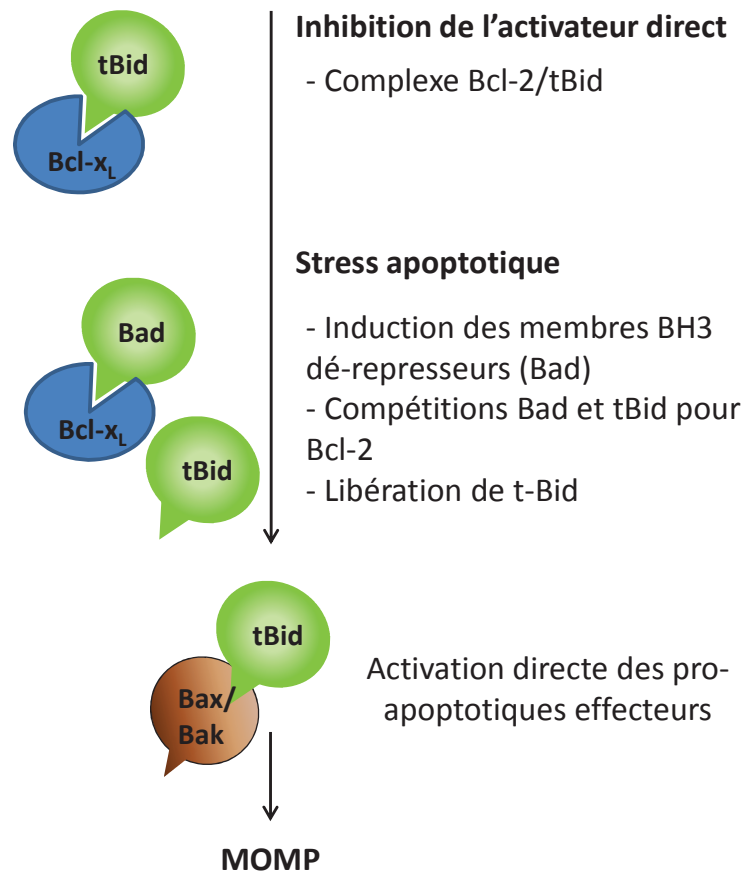 Inhibition de l'activateur direct
tBid
- Complexe Bcl-2/tBid
Bcl-xL
Stress apoptotique
Bad
- Induction des membres BH3
dé-represseurs (Bad)
- Compétitions Bad et tBid pour
Bcl-xL
Bcl-2
tBid
- Libération de t-Bid
tBid
Activation directe des pro-
apoptotiques effecteurs
Bax/
Bak
MOMP